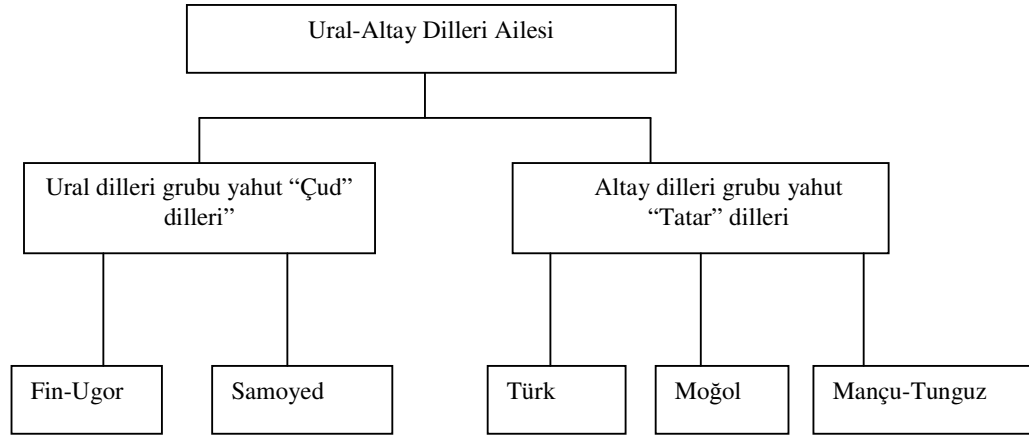 Ural-Altay Dilleri Ailesi
Ural dilleri grubu yahut “Çud”
dilleri”
Altay dilleri grubu yahut
“Tatar” dilleri
Fin-Ugor
Samoyed
Türk
Moğol
Mançu-Tunguz